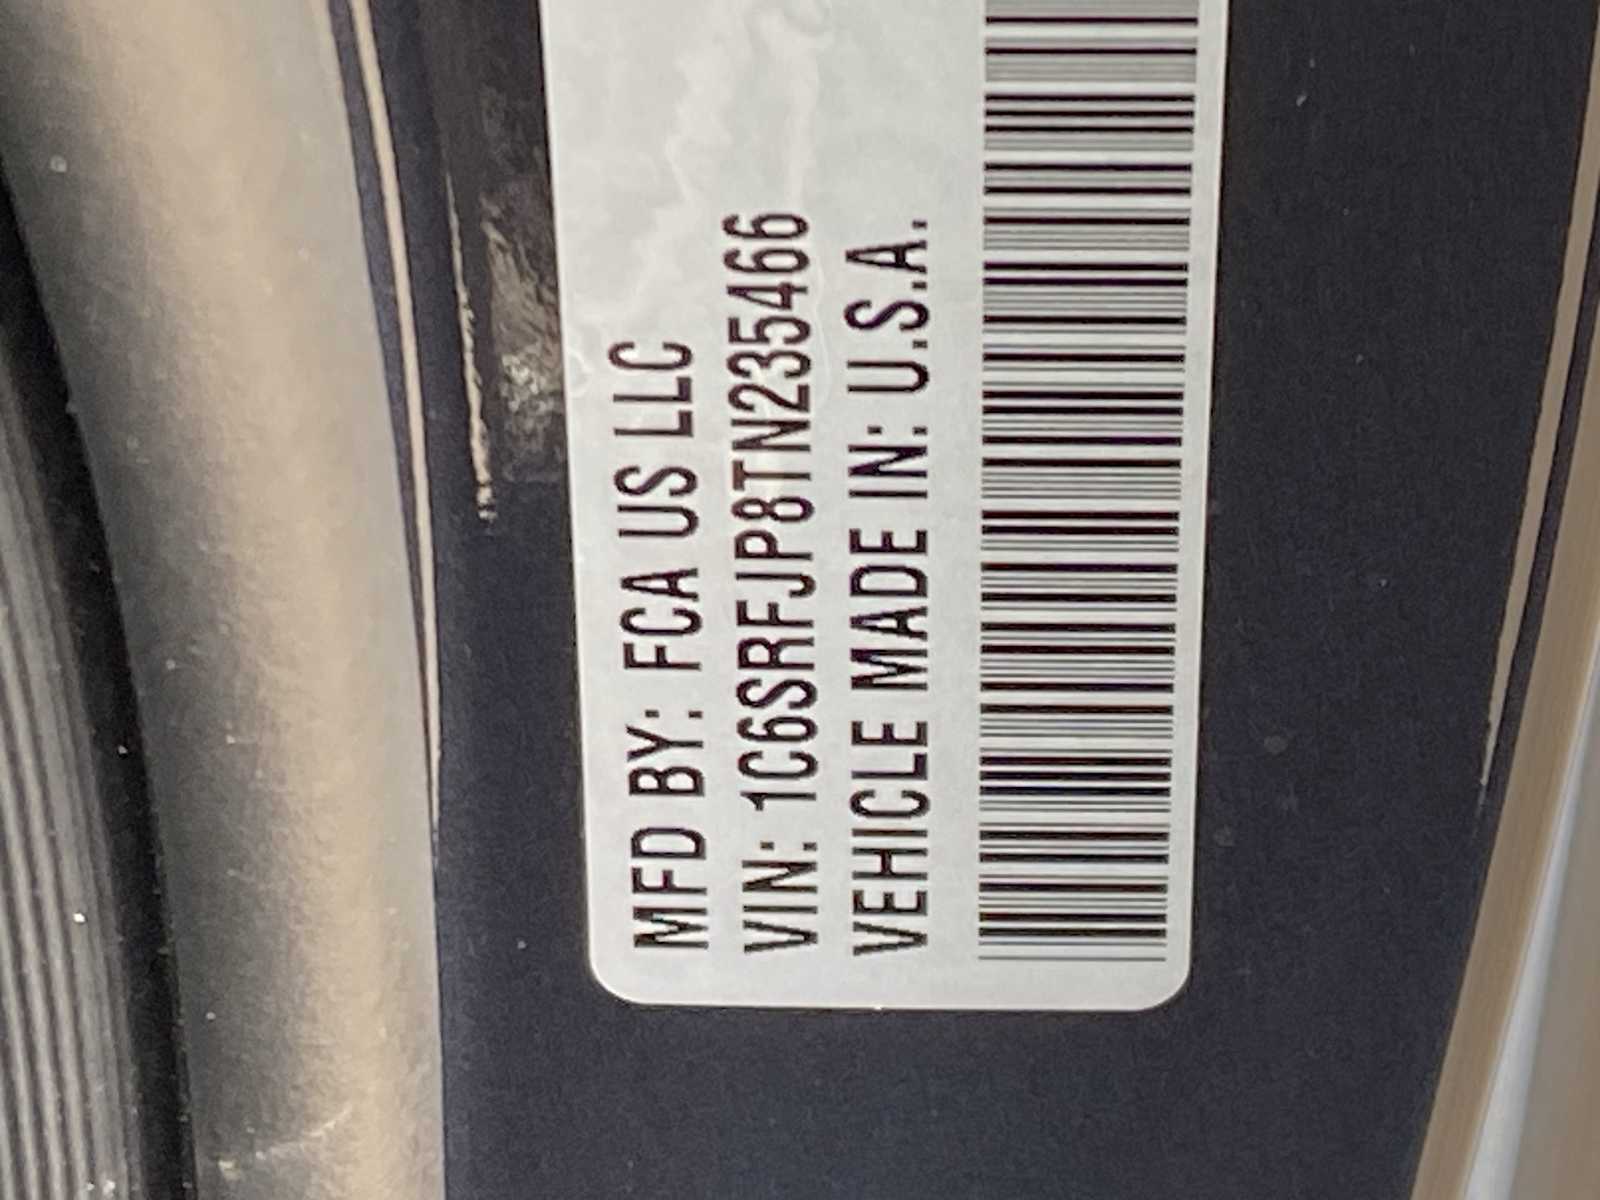 MFD BY: FCA US LLC
VIN: 1C6SRFJP8TN235466
VEHICLE MADE IN: U.S.A.